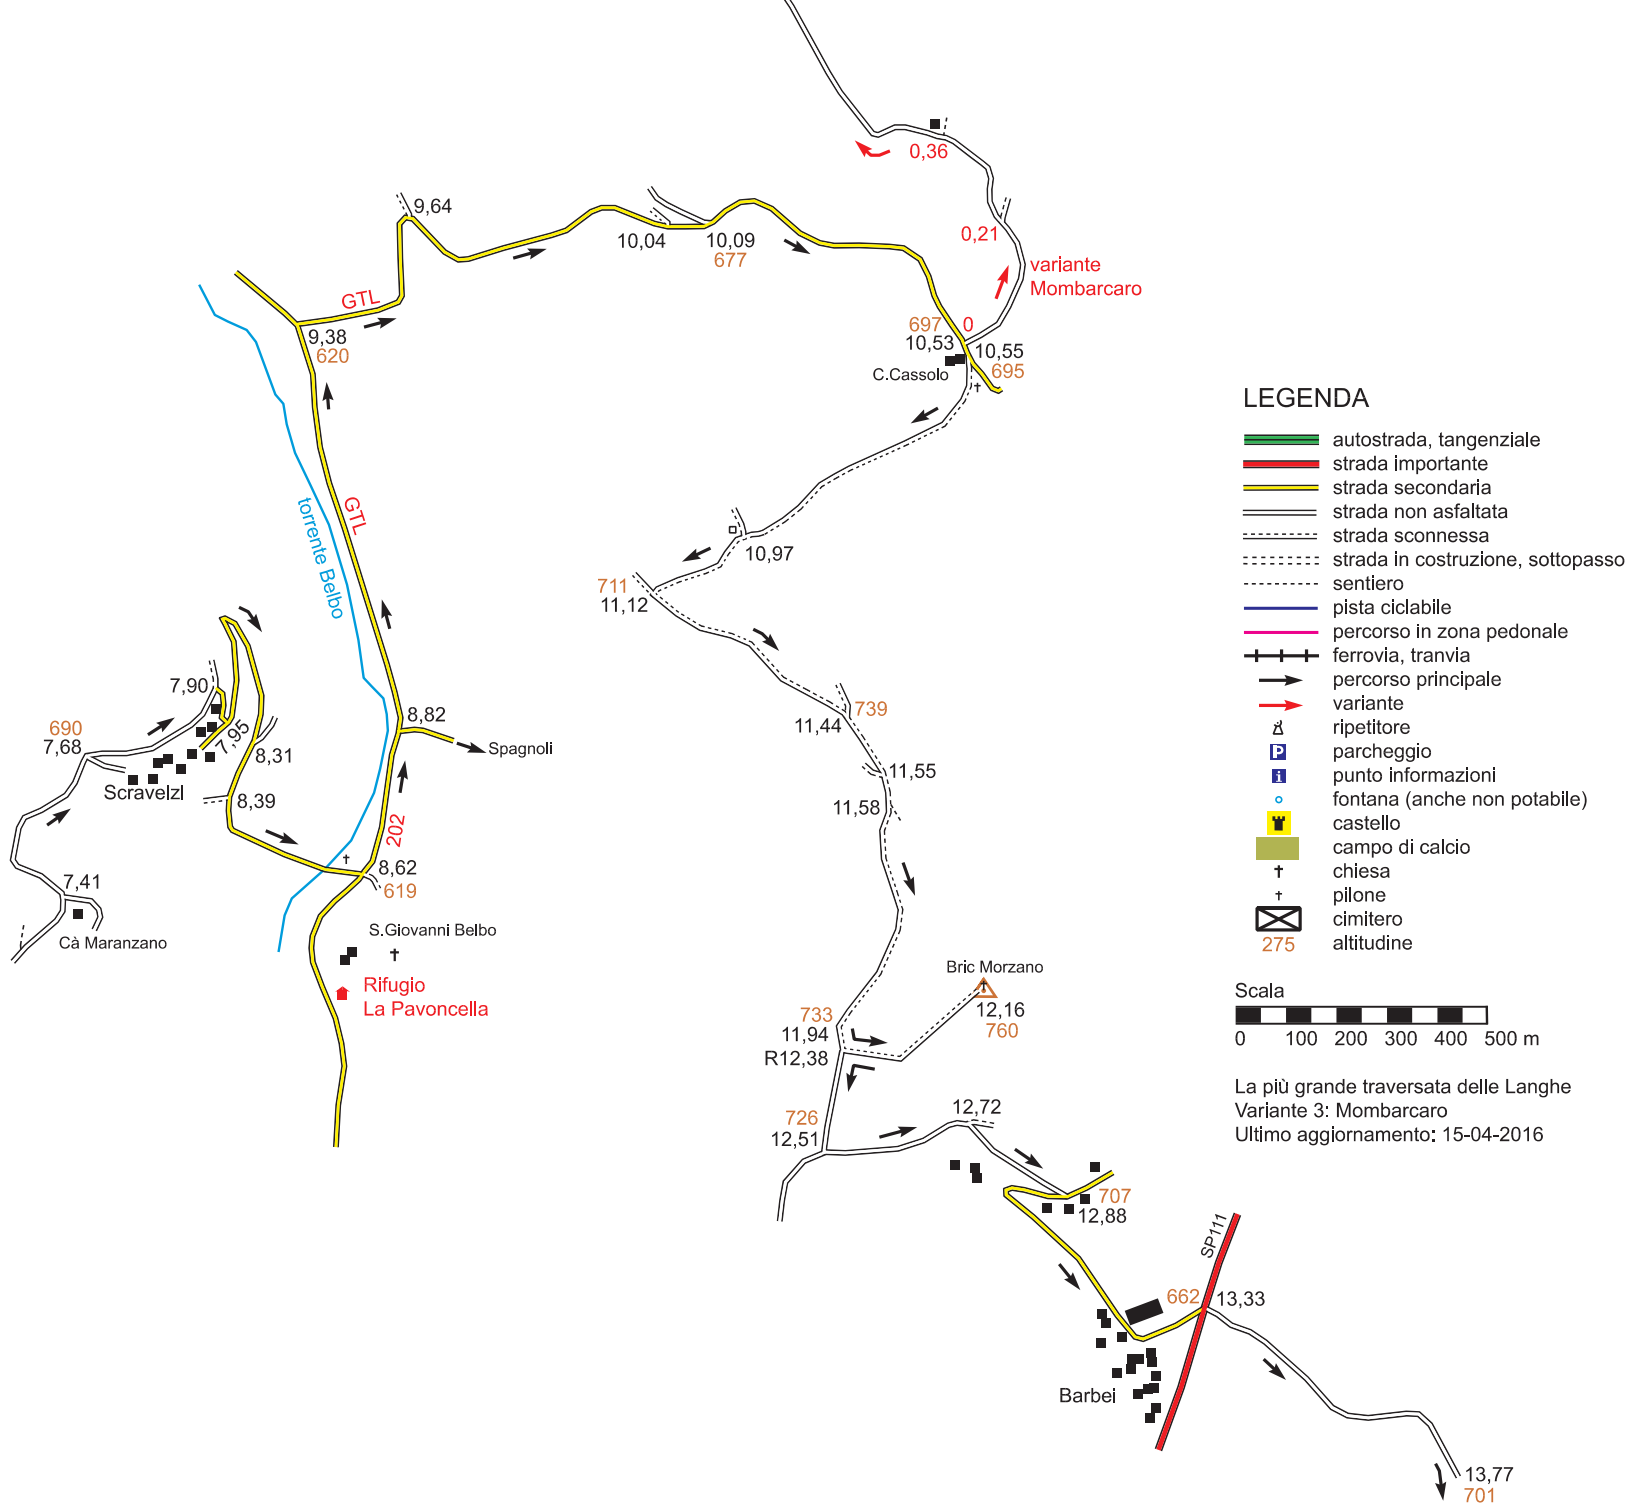 0,36
9,64
0,21
10,04
10,09
677
variante
Mombarcaro
GTL
697
0
9,38
620
10,53
10,55
695
C.Cassolo
LEGENDA
autostrada, tangenziale
strada importante
strada secondaria
strada non asfaltata
strada sconnessa
strada in costruzione, sottopasso
sentiero
pista ciclabile
percorso in zona pedonale
ferrovia, tranvia
percorso principale
variante
ripetitore
P
parcheggio
i
punto informazioni
fontana (anche non potabile)
castello
campo di calcio
chiesa
pilone
cimitero
275
altitudine
GTL
torrente Belbo
10,97
711
11,12
7,90
690
7,68
7,95
8,31
8,82
Spagnoli
Scravelzl
8,39
202
8,62
619
7,41
Cà Maranzano
S.Giovanni Belbo
Rifugio
La Pavoncella
739
11,44
11,55
11,58
Bric Morzano
12,16
760
733
11,94
R12,38
726
12,51
12,72
707
12,88
SP111
662
13,33
Barbei
13,77
701
Scala
0 100 200 300 400 500 m
La più grande traversata delle Langhe
Variante 3: Mombarcaro
Ultimo aggiornamento: 15-04-2016